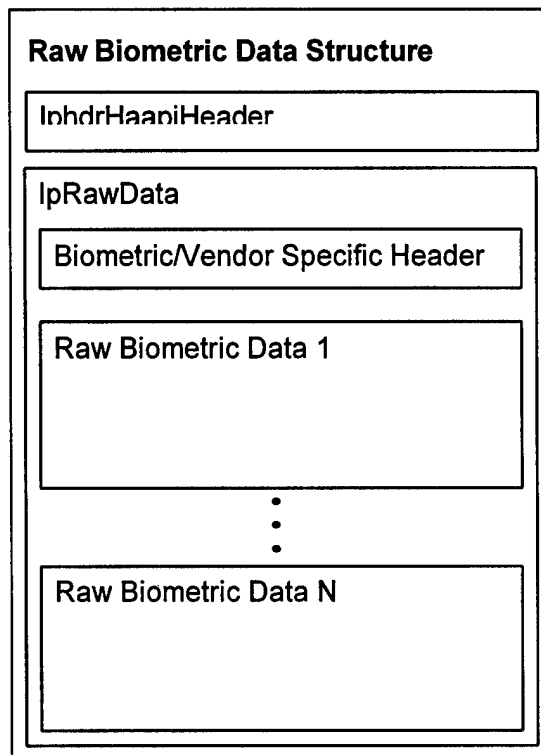 Raw Biometric Data Structure
lphdrHaapiHeader
lpRawData
Biometric/Vendor Specific Header
Raw Biometric Data 1
Raw Biometric Data N